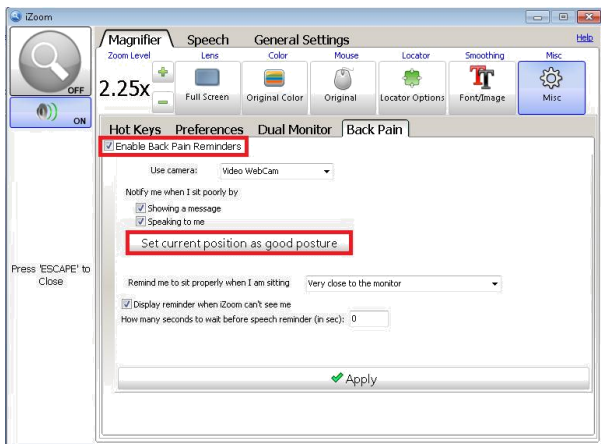 iZoom
Magnifier Speech General Settings Help
Zoom Level Lens Color Mouse Locator Smoothing Misc
OFF
2.25x Full Screen Original Color Original Locator Options Font/Image Misc
ON
Hot Keys Preferences Dual Monitor Back Pain
Enable Back Pain Reminders
Use camera: Video WebCam
Notify me when I sit poorly by
Showing a message
Speaking to me
Set current position as good posture
Press 'ESCAPE' to
Close
Remind me to sit properly when I am sitting Very close to the monitor
Display reminder when iZoom can't see me
How many seconds to wait before speech reminder (in sec): 0
Apply